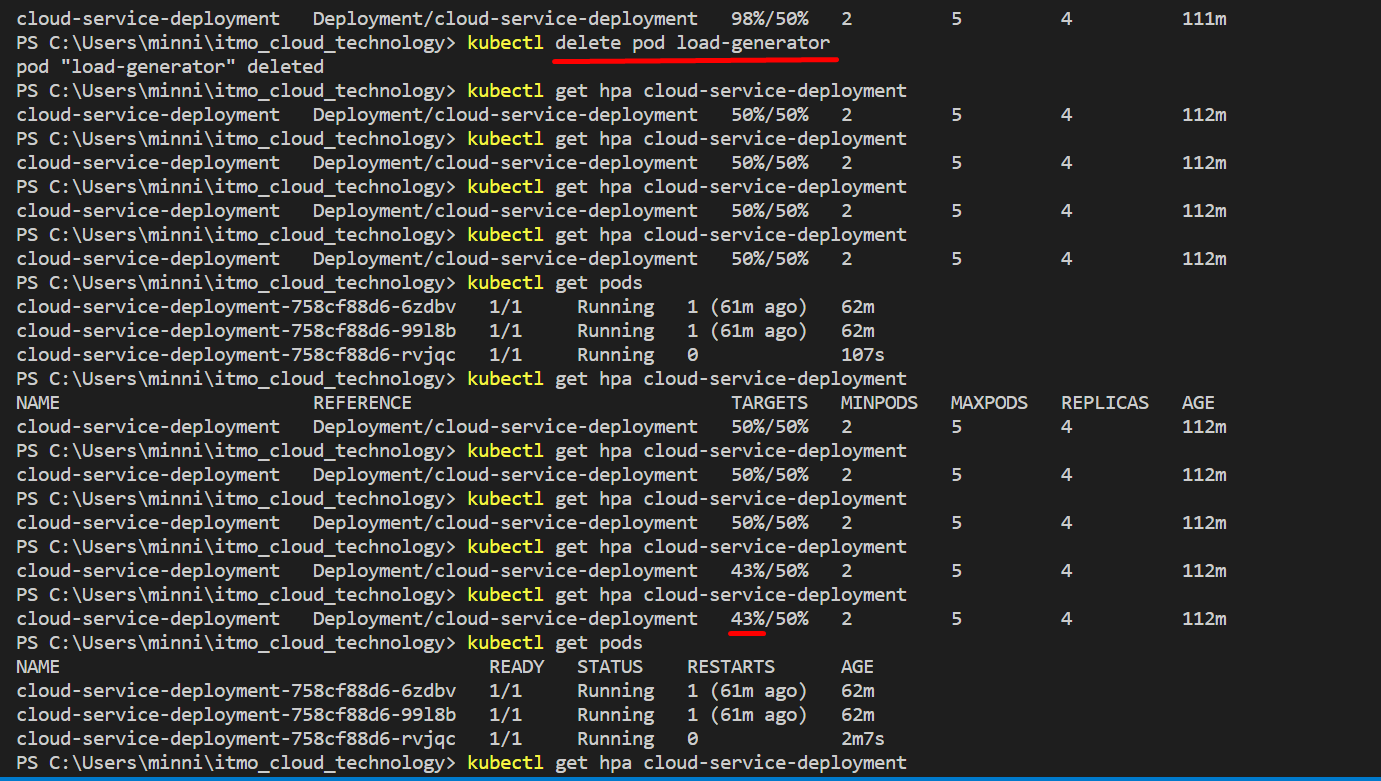 cloud-service-deployment   Deployment/cloud-service-deployment   98%/50%   2         5         4          111m
PS C:\Users\minni\itmo_cloud_technology> kubectl delete pod load-generator
pod "load-generator" deleted
PS C:\Users\minni\itmo_cloud_technology> kubectl get hpa cloud-service-deployment
cloud-service-deployment   Deployment/cloud-service-deployment   50%/50%   2         5         4          112m
PS C:\Users\minni\itmo_cloud_technology> kubectl get hpa cloud-service-deployment
cloud-service-deployment   Deployment/cloud-service-deployment   50%/50%   2         5         4          112m
PS C:\Users\minni\itmo_cloud_technology> kubectl get hpa cloud-service-deployment
cloud-service-deployment   Deployment/cloud-service-deployment   50%/50%   2         5         4          112m
PS C:\Users\minni\itmo_cloud_technology> kubectl get hpa cloud-service-deployment
cloud-service-deployment   Deployment/cloud-service-deployment   50%/50%   2         5         4          112m
PS C:\Users\minni\itmo_cloud_technology> kubectl get pods
cloud-service-deployment-758cf88d6-6zdbv   1/1     Running   1 (61m ago)   62m
cloud-service-deployment-758cf88d6-99l8b   1/1     Running   1 (61m ago)   62m
cloud-service-deployment-758cf88d6-rvjqc   1/1     Running   0             107s
PS C:\Users\minni\itmo_cloud_technology> kubectl get hpa cloud-service-deployment
NAME                       REFERENCE                             TARGETS   MINPODS   MAXPODS   REPLICAS   AGE
cloud-service-deployment   Deployment/cloud-service-deployment   50%/50%   2         5         4          112m
PS C:\Users\minni\itmo_cloud_technology> kubectl get hpa cloud-service-deployment
cloud-service-deployment   Deployment/cloud-service-deployment   50%/50%   2         5         4          112m
PS C:\Users\minni\itmo_cloud_technology> kubectl get hpa cloud-service-deployment
cloud-service-deployment   Deployment/cloud-service-deployment   50%/50%   2         5         4          112m
PS C:\Users\minni\itmo_cloud_technology> kubectl get hpa cloud-service-deployment
cloud-service-deployment   Deployment/cloud-service-deployment   43%/50%   2         5         4          112m
PS C:\Users\minni\itmo_cloud_technology> kubectl get hpa cloud-service-deployment
cloud-service-deployment   Deployment/cloud-service-deployment   43%/50%   2         5         4          112m
PS C:\Users\minni\itmo_cloud_technology> kubectl get pods
NAME                                       READY   STATUS    RESTARTS      AGE
cloud-service-deployment-758cf88d6-6zdbv   1/1     Running   1 (61m ago)   62m
cloud-service-deployment-758cf88d6-99l8b   1/1     Running   1 (61m ago)   62m
cloud-service-deployment-758cf88d6-rvjqc   1/1     Running   0             2m7s
PS C:\Users\minni\itmo_cloud_technology> kubectl get hpa cloud-service-deployment